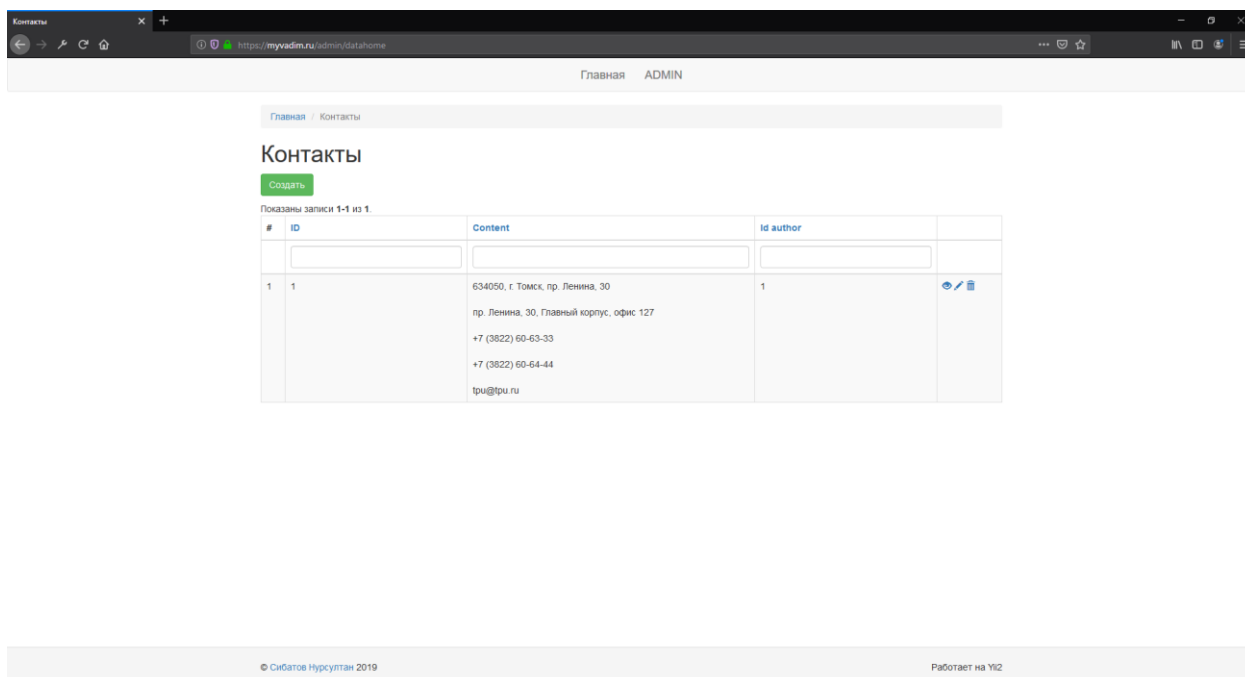 Контакты
https://myvadim.ru/admin/datahome
Главная ADMIN
Главная / Контакты
Контакты
Создать
Показаны записи 1-1 из 1.
# ID Content Id author
1 1 634050, г. Томск, пр. Ленина, 30 1
пр. Ленина, 30, Главный корпус, офис 127
+7 (3822) 60-63-33
+7 (3822) 60-64-44
tpu@tpu.ru
© Сибатов Нурсултан 2019 Работает на Yii2